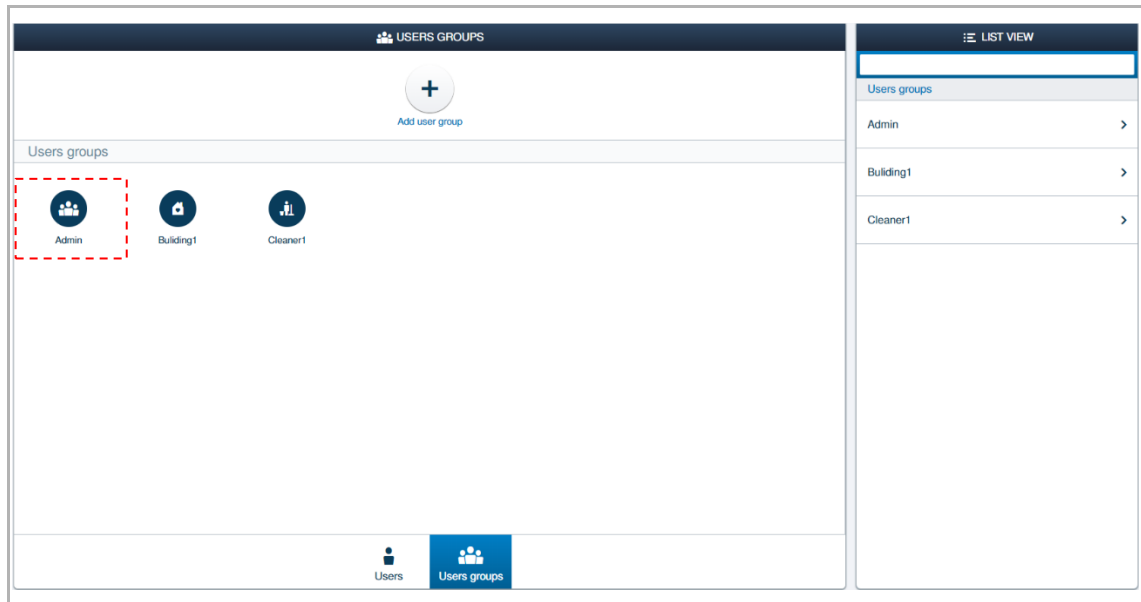 USERS GROUPS
Add user group
Users groups
Admin
Buliding1
Cleaner1
Users
Users groups
LIST VIEW
Users groups
Admin
Buliding1
Cleaner1